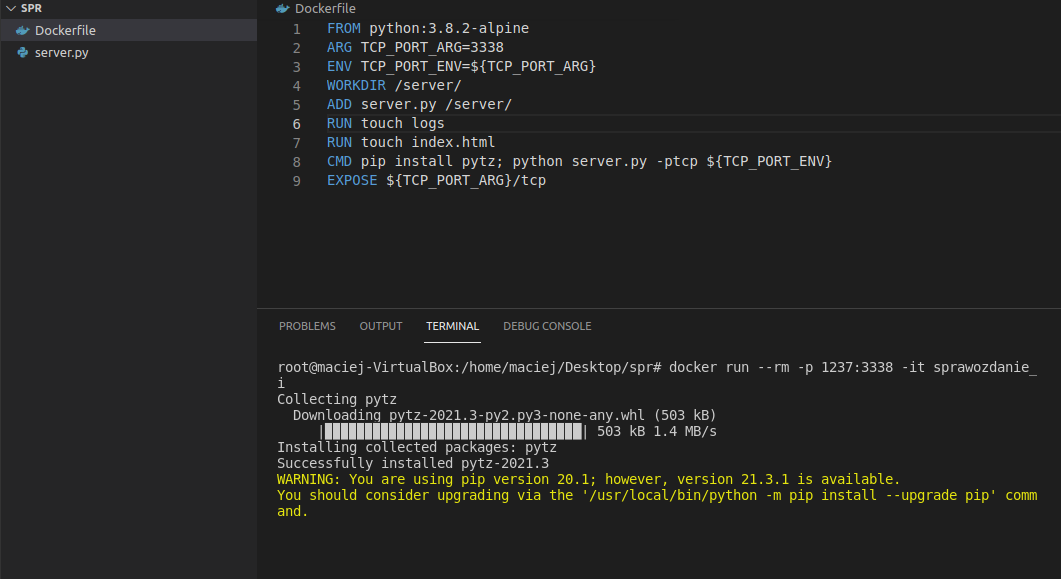 SPR
Dockerfile
server.py
Dockerfile
1 FROM python:3.8.2-alpine
2 ARG TCP_PORT_ARG=3338
3 ENV TCP_PORT_ENV=${TCP_PORT_ARG}
4 WORKDIR /server/
5 ADD server.py /server/
6 RUN touch logs
7 RUN touch index.html
8 CMD pip install pytz; python server.py -ptcp ${TCP_PORT_ENV}
9 EXPOSE ${TCP_PORT_ARG}/tcp
PROBLEMS OUTPUT TERMINAL DEBUG CONSOLE
root@maciej-VirtualBox:/home/maciej/Desktop/spr# docker run --rm -p 1237:3338 -it sprawozdanie_
i
Collecting pytz
  Downloading pytz-2021.3-py2.py3-none-any.whl (503 kB)
     |████████████████████████████████| 503 kB 1.4 MB/s
Installing collected packages: pytz
Successfully installed pytz-2021.3
WARNING: You are using pip version 20.1; however, version 21.3.1 is available.
You should consider upgrading via the '/usr/local/bin/python -m pip install --upgrade pip' comm
and.